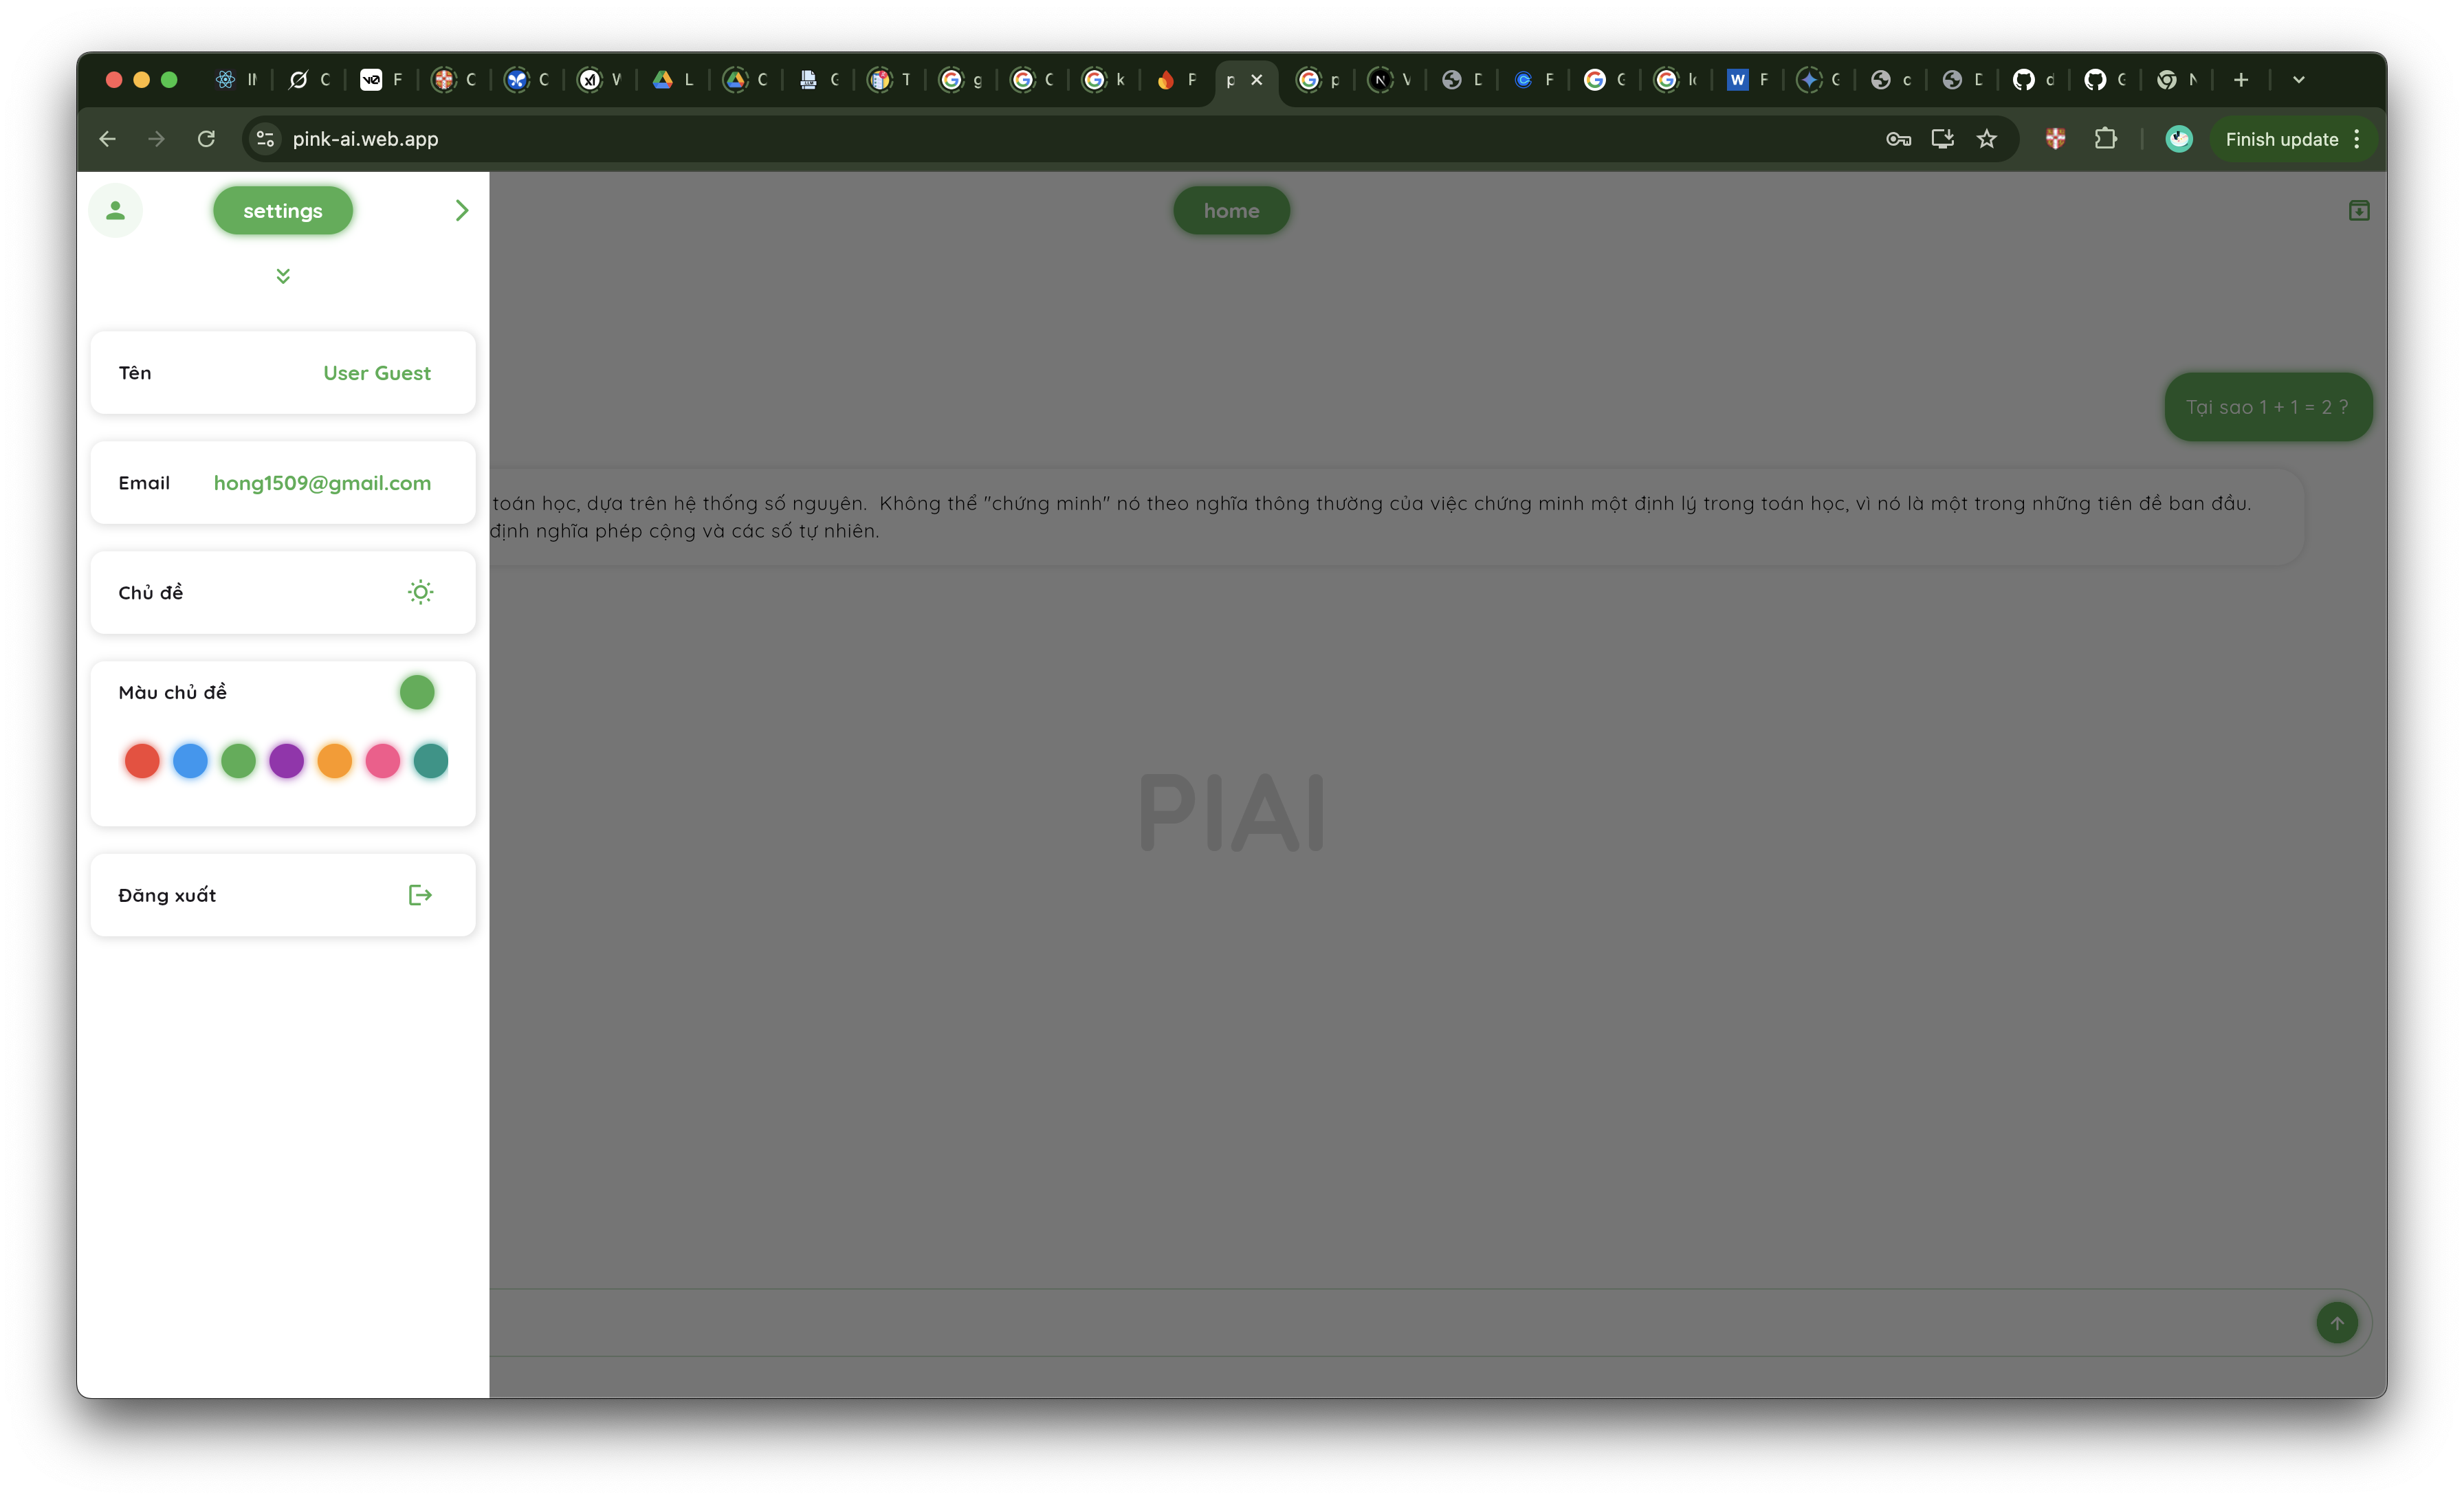 pink-ai.web.app
Finish update
settings
home
Tên User Guest
Tại sao 1 + 1 = 2 ?
Email hong1509@gmail.com
toán học, dựa trên hệ thống số nguyên. Không thể "chứng minh" nó theo nghĩa thông thường của việc chứng minh một định lý trong toán học, vì nó là một trong những tiên đề ban đầu.
định nghĩa phép cộng và các số tự nhiên.
Chủ đề
Màu chủ đề
PIAI
Đăng xuất